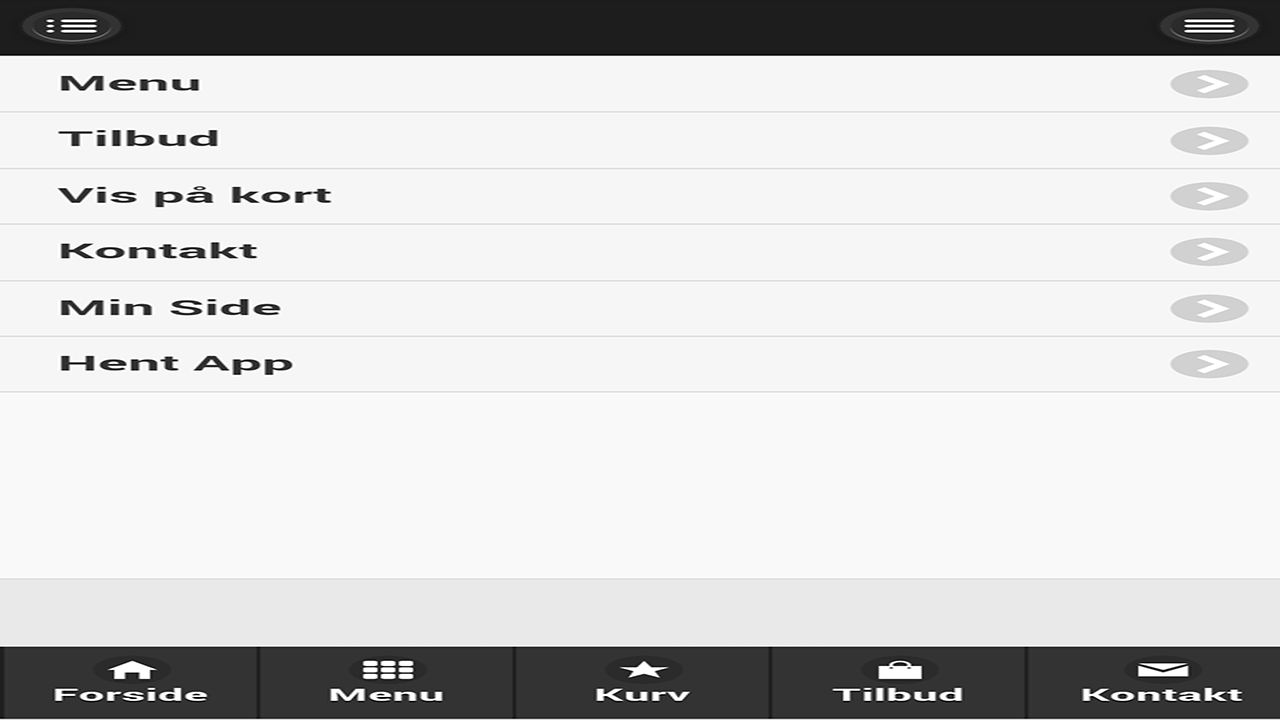 Menu
Tilbud
Vis på kort
Kontakt
Min Side
Hent App
Forside Menu Kurv Tilbud Kontakt